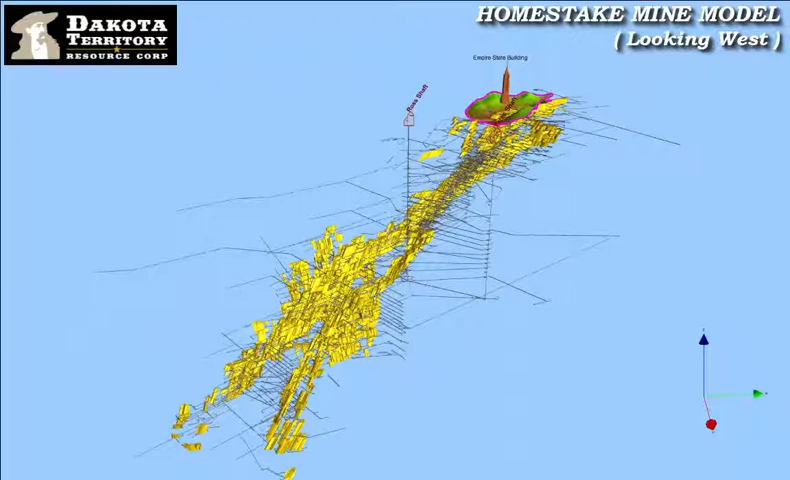 DAKOTA
TERRITORY
RESOURCE CORP
HOMESTAKE MINE MODEL
( Looking West )
Empire State Building
Ross Shaft